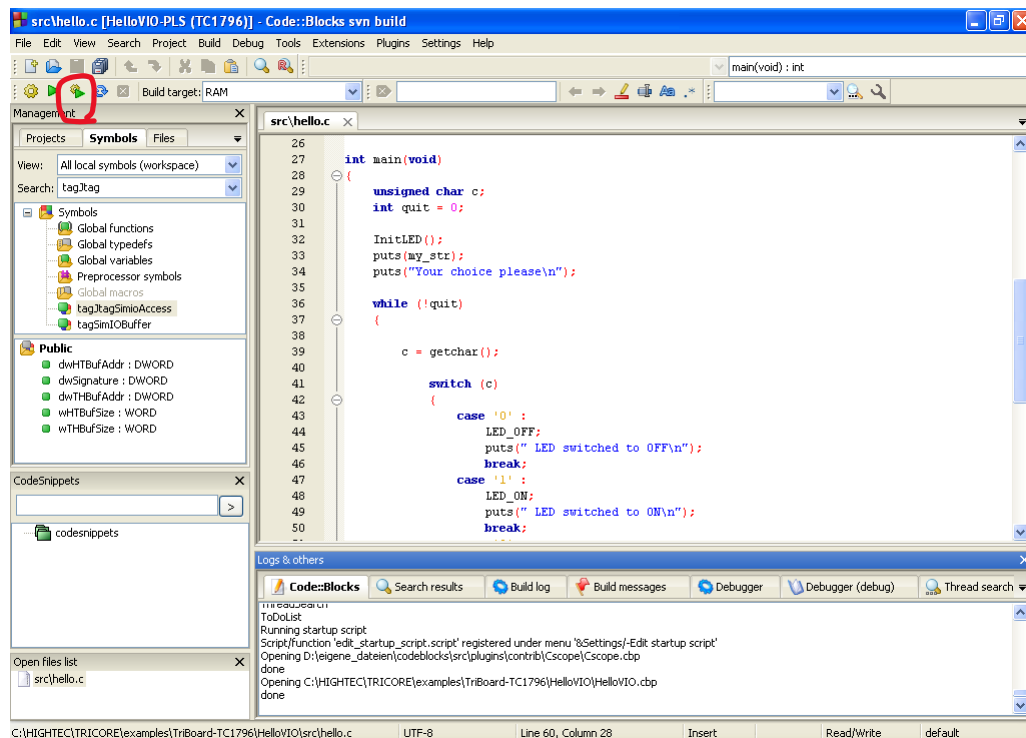 src\hello.c [HelloVIO-PLS (TC1796)] - Code::Blocks svn build
File Edit View Search Project Build Debug Tools Extensions Plugins Settings Help
main(void) : int
Build target: RAM
Management
Projects Symbols Files
View: All local symbols (workspace)
Search: tagJtag
Symbols
Global functions
Global typedefs
Global variables
Preprocessor symbols
Global macros
tagJtagSimioAccess
tagSimIOBuffer
Public
dwHTBufAddr : DWORD
dwSignature : DWORD
dwTHBufAddr : DWORD
wHTBufSize : WORD
wTHBufSize : WORD
CodeSnippets
>
codesnippets
Open files list
src\hello.c
src\hello.c
26
27 int main(void)
28 {
29 unsigned char c;
30 int quit = 0;
31
32 InitLED();
33 puts(my_str);
34 puts("Your choice please\n");
35
36 while (!quit)
37 {
38
39 c = getchar();
40
41 switch (c)
42 {
43 case '0' :
44 LED_OFF;
45 puts(" LED switched to OFF\n");
46 break;
47 case '1' :
48 LED_ON;
49 puts(" LED switched to ON\n");
50 break;
Logs & others
Code::Blocks Search results Build log Build messages Debugger Debugger (debug) Thread search
ThreadSearch
ToDoList
Running startup script
Script/function 'edit_startup_script.script' registered under menu '&Settings/-Edit startup script'
Opening D:\eigene_dateien\codeblocks\src\plugins\contrib\Cscope\Cscope.cbp
done
Opening C:\HIGHTEC\TRICORE\examples\TriBoard-TC1796\HelloVIO\HelloVIO.cbp
done
C:\HIGHTEC\TRICORE\examples\TriBoard-TC1796\HelloVIO\src\hello.c UTF-8 Line 60, Column 28 Insert Read/Write default